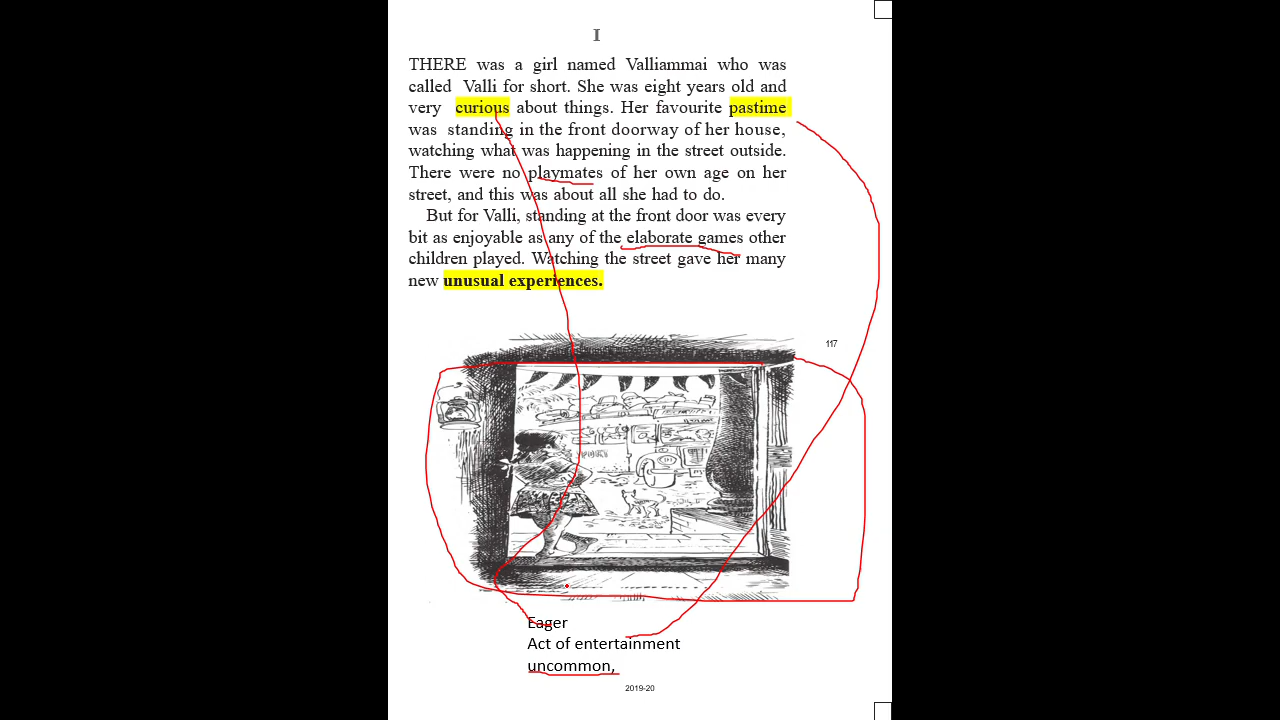 I
THERE was a girl named Valliammai who was
called Valli for short. She was eight years old and
very curious about things. Her favourite pastime
was standing in the front doorway of her house,
watching what was happening in the street outside.
There were no playmates of her own age on her
street, and this was about all she had to do.
But for Valli, standing at the front door was every
bit as enjoyable as any of the elaborate games other
children played. Watching the street gave her many
new unusual experiences.
117
Eager
Act of entertainment
uncommon,
2019-20